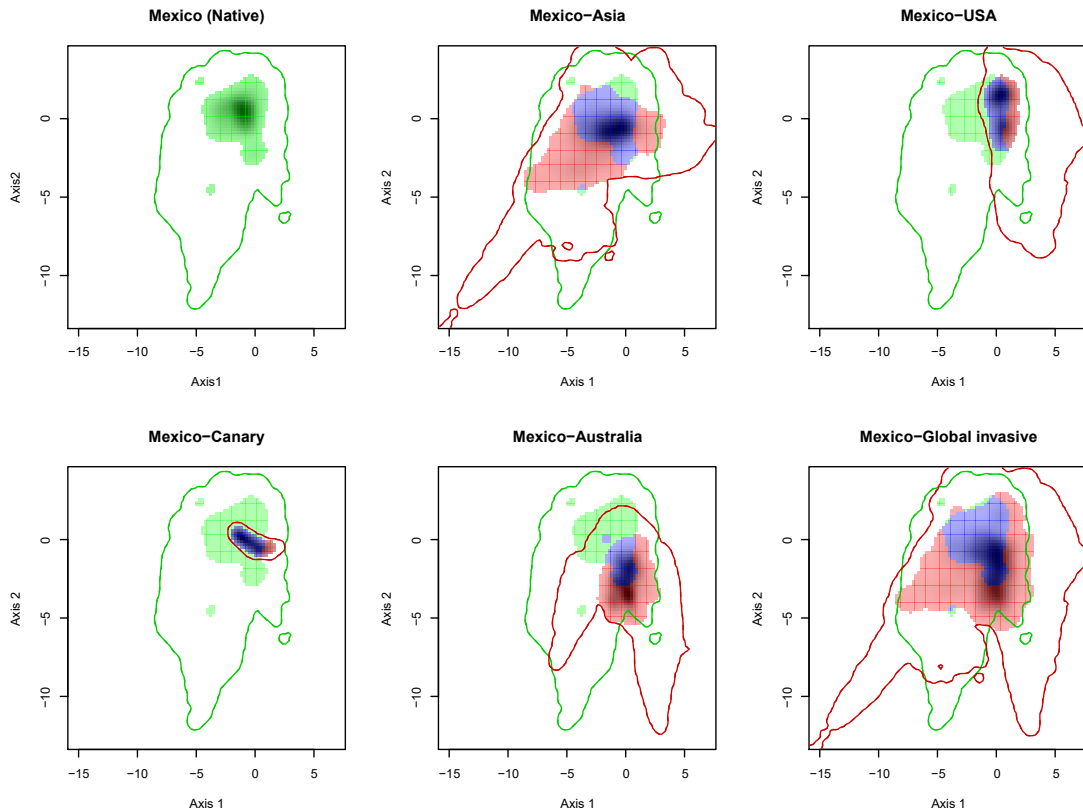 Mexico (Native)
Mexico−Asia
Mexico−USA
0
−5
−10
Axis2
−15 −10 −5 0 5
Axis1
0
−5
−10
Axis 2
−15 −10 −5 0 5
Axis 1
0
−5
−10
Axis 2
−15 −10 −5 0 5
Axis 1
Mexico−Canary
Mexico−Australia
Mexico−Global invasive
0
−5
−10
Axis 2
−15 −10 −5 0 5
Axis 1
0
−5
−10
Axis 2
−15 −10 −5 0 5
Axis 1
0
−5
−10
Axis 2
−15 −10 −5 0 5
Axis 1